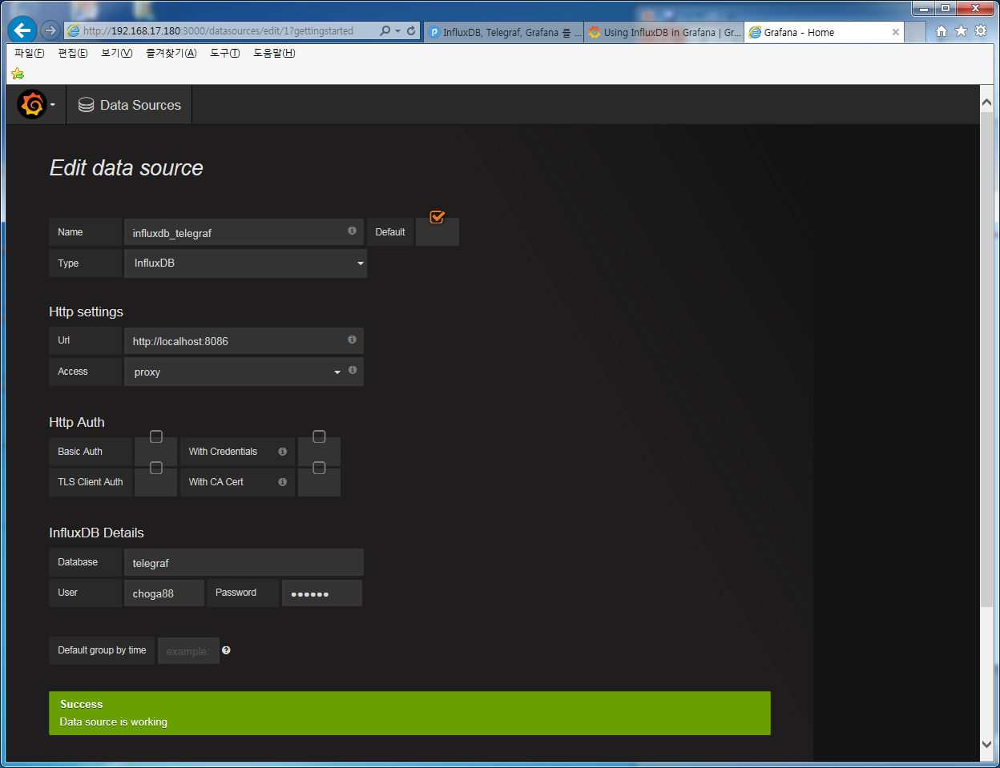 http://192.168.17.180:3000/datasources/edit/1?gettingstarted
InfluxDB, Telegraf, Grafana 를 ...
Using InfluxDB in Grafana | Gr...
Grafana - Home
파일(F) 편집(E) 보기(V) 즐겨찾기(A) 도구(T) 도움말(H)
Data Sources
Edit data source
Name influxdb_telegraf Default
Type InfluxDB
Http settings
Url http://localhost:8086
Access proxy
Http Auth
Basic Auth With Credentials
TLS Client Auth With CA Cert
InfluxDB Details
Database telegraf
User choga88 Password ••••••
Default group by time example:
Success
Data source is working